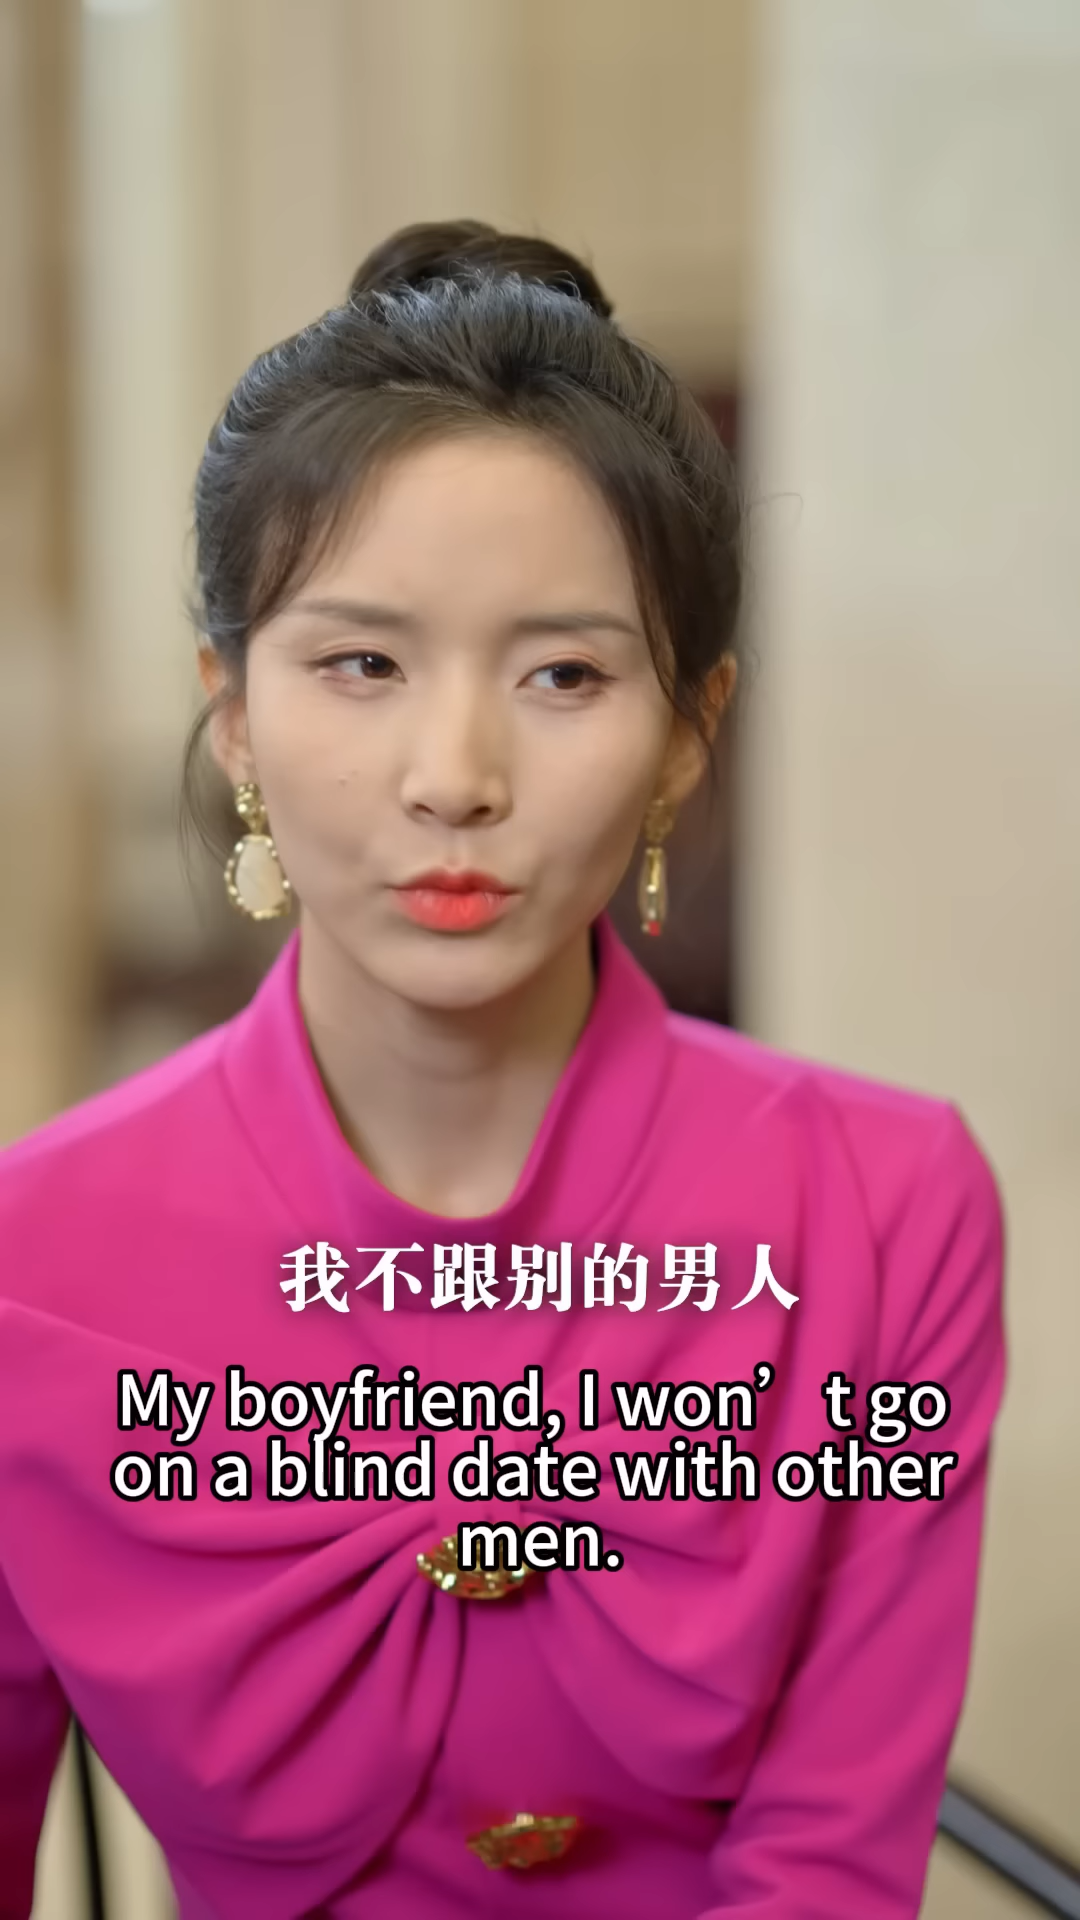 我不跟别的男人
My boyfriend, I won’t go
on a blind date with other
men.